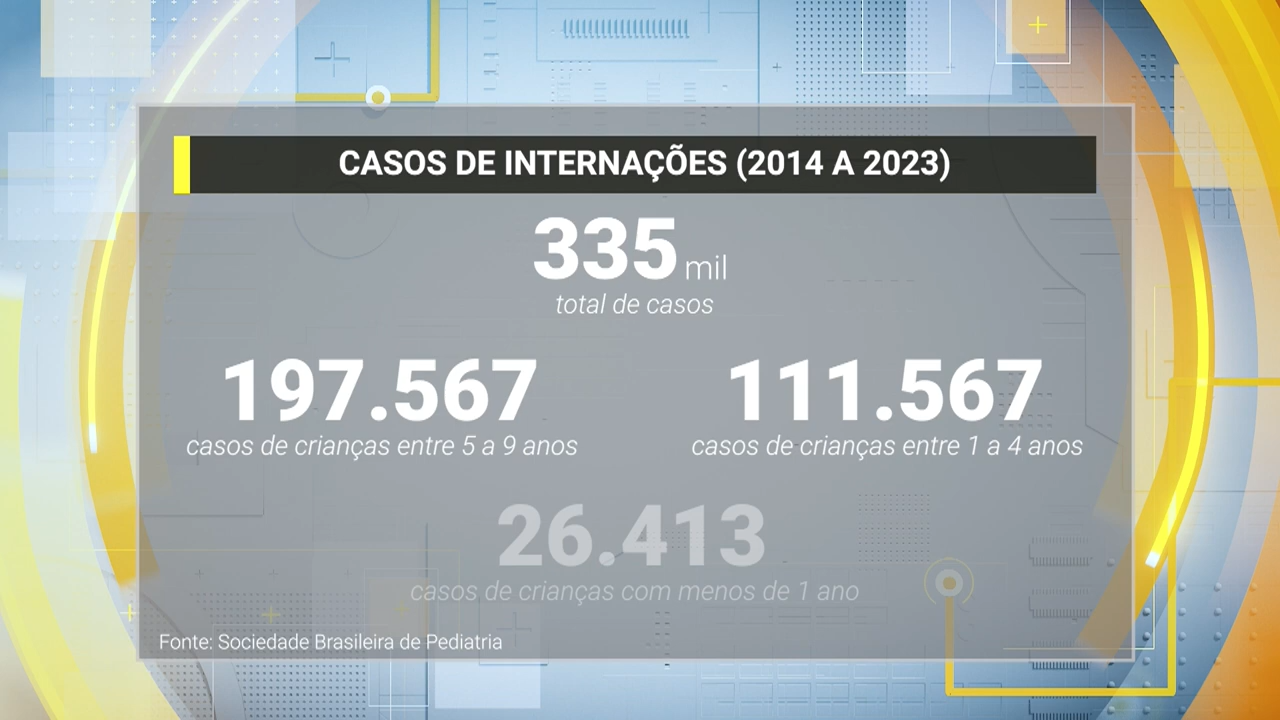 CASOS DE INTERNAÇÕES (2014 A 2023)
335 mil
total de casos
197.567
casos de crianças entre 5 a 9 anos
111.567
casos de crianças entre 1 a 4 anos
26.413
casos de crianças com menos de 1 ano
Fonte: Sociedade Brasileira de Pediatria